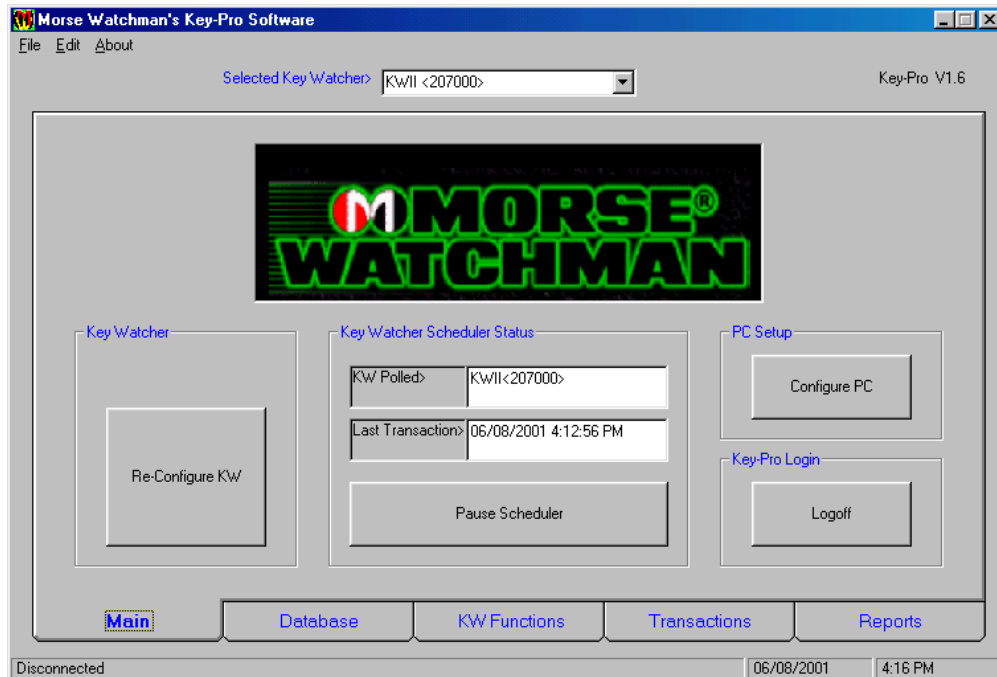 Morse Watchman's Key-Pro Software
File Edit About
Selected Key Watcher> KWII <207000> Key-Pro V1.6
MORSE®
WATCHMAN
Key Watcher
Re-Configure KW
Key Watcher Scheduler Status
KW Polled> KWII<207000>
Last Transaction> 06/08/2001 4:12:56 PM
Pause Scheduler
PC Setup
Configure PC
Key-Pro Login
Logoff
Main Database KW Functions Transactions Reports
Disconnected 06/08/2001 4:16 PM